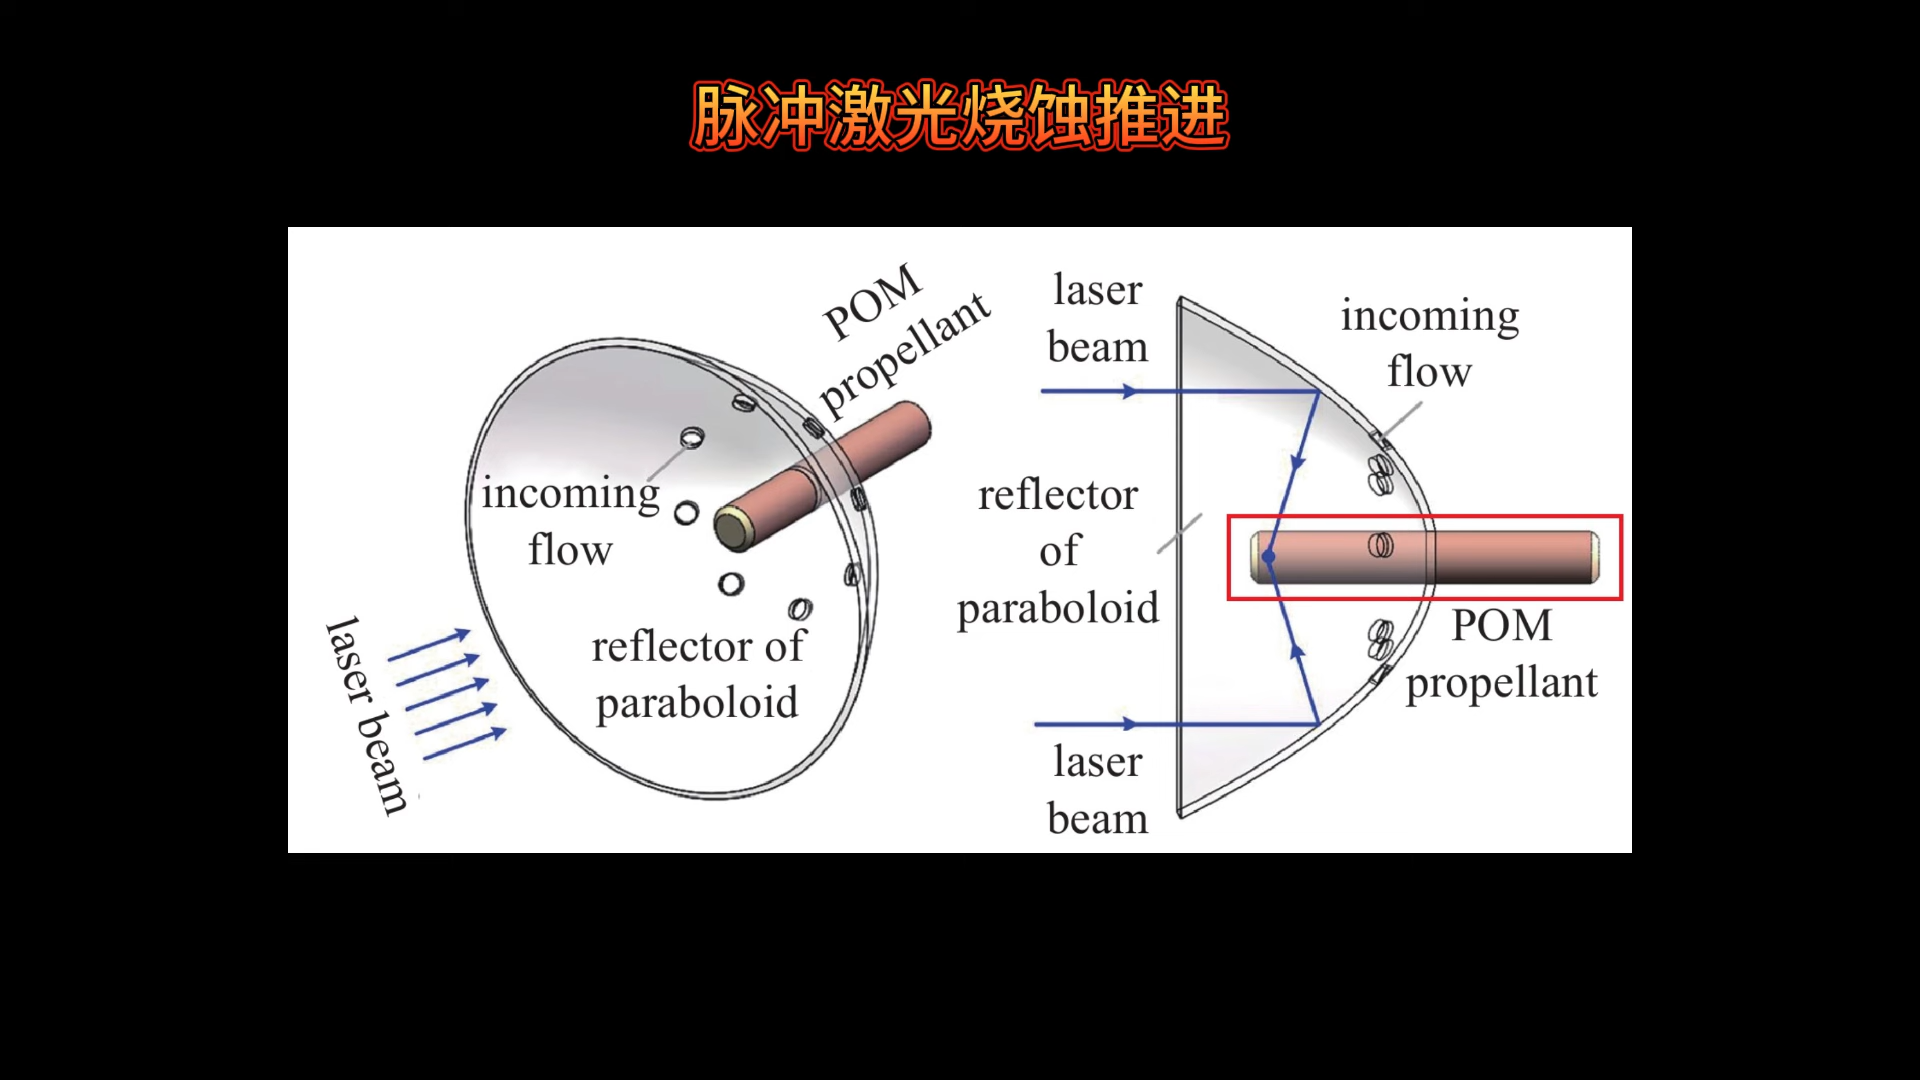 脉冲激光烧蚀推进
POM
propellant
incoming
flow
reflector of
paraboloid
laser beam
laser
beam
incoming
flow
reflector
of
paraboloid
POM
propellant
laser
beam